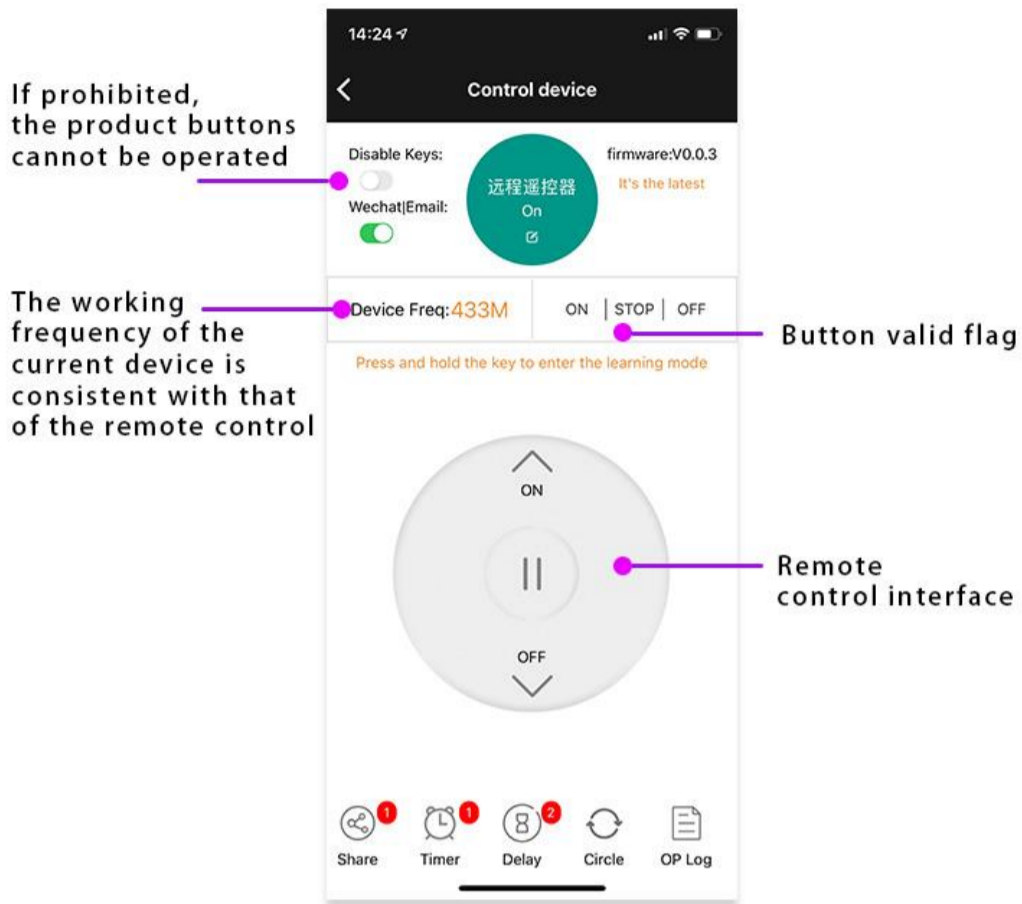 14:24
Control device
If prohibited,
the product buttons
cannot be operated
Disable Keys:
Wechat|Email:
远程遥控器
On
firmware:V0.0.3
It's the latest
The working
frequency of the
current device is
consistent with that
of the remote control
Device Freq:433M
ON | STOP | OFF
Button valid flag
Press and hold the key to enter the learning mode
ON
OFF
Remote
control interface
1 1 2
Share Timer Delay Circle OP Log